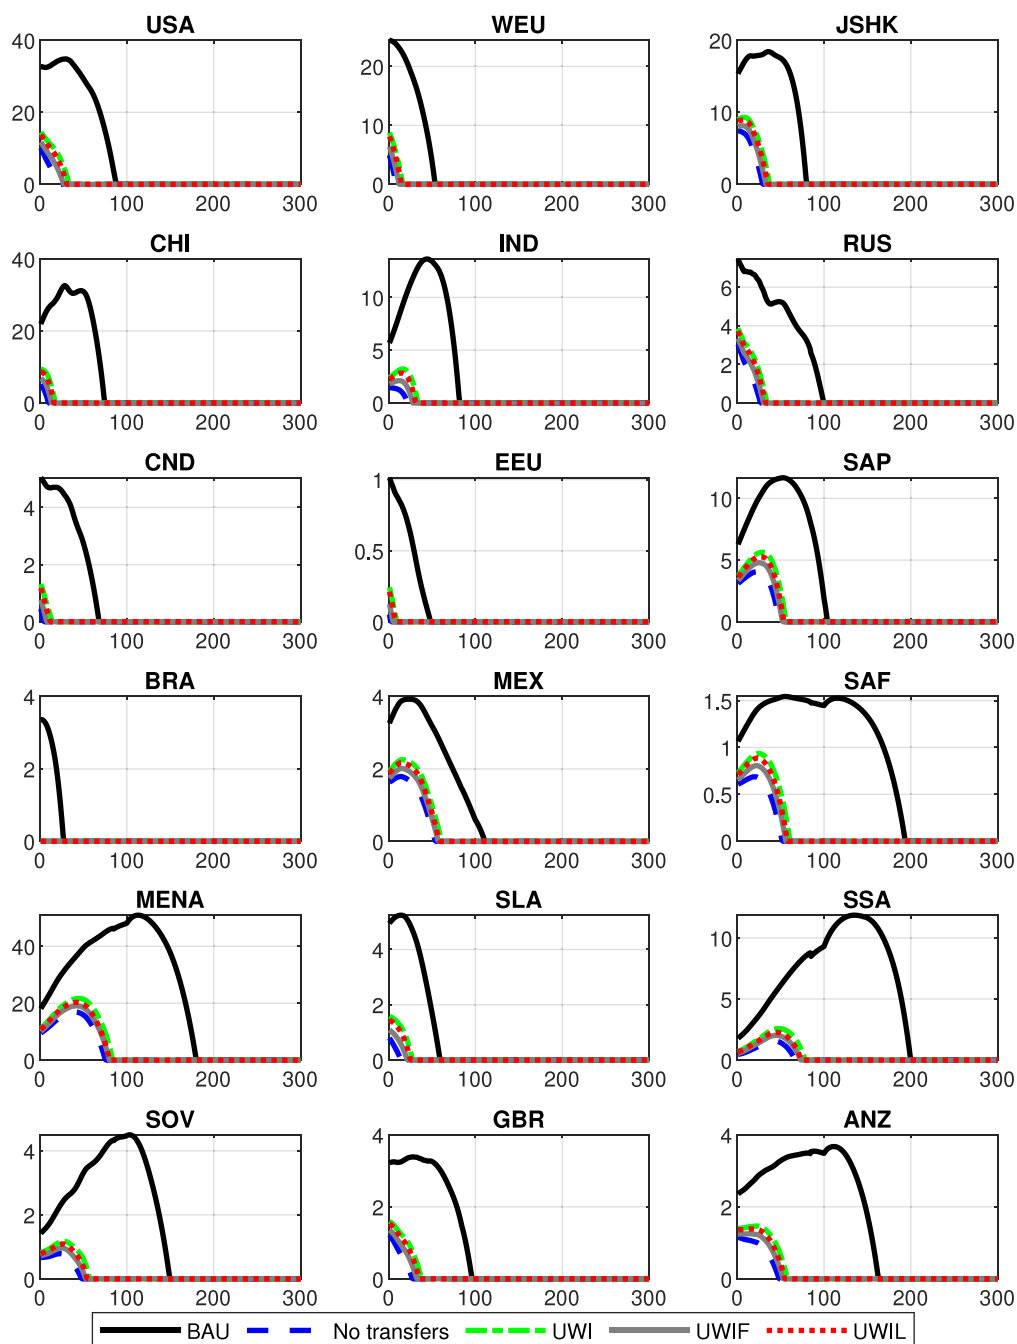 USA WEU JSHK
40 20 0
0 100 200 300
20 10 0
0 100 200 300
20 10 0
0 100 200 300
CHI IND RUS
40 20 0
0 100 200 300
10 5 0
0 100 200 300
6 4 2 0
0 100 200 300
CND EEU SAP
4 2 0
0 100 200 300
1 0.5 0
0 100 200 300
10 5 0
0 100 200 300
BRA MEX SAF
4 2 0
0 100 200 300
4 2 0
0 100 200 300
1.5 1 0.5 0
0 100 200 300
MENA SLA SSA
40 20 0
0 100 200 300
4 2 0
0 100 200 300
10 5 0
0 100 200 300
SOV GBR ANZ
4 2 0
0 100 200 300
4 2 0
0 100 200 300
4 2 0
0 100 200 300
BAU No transfers UWI UWIF UWIL